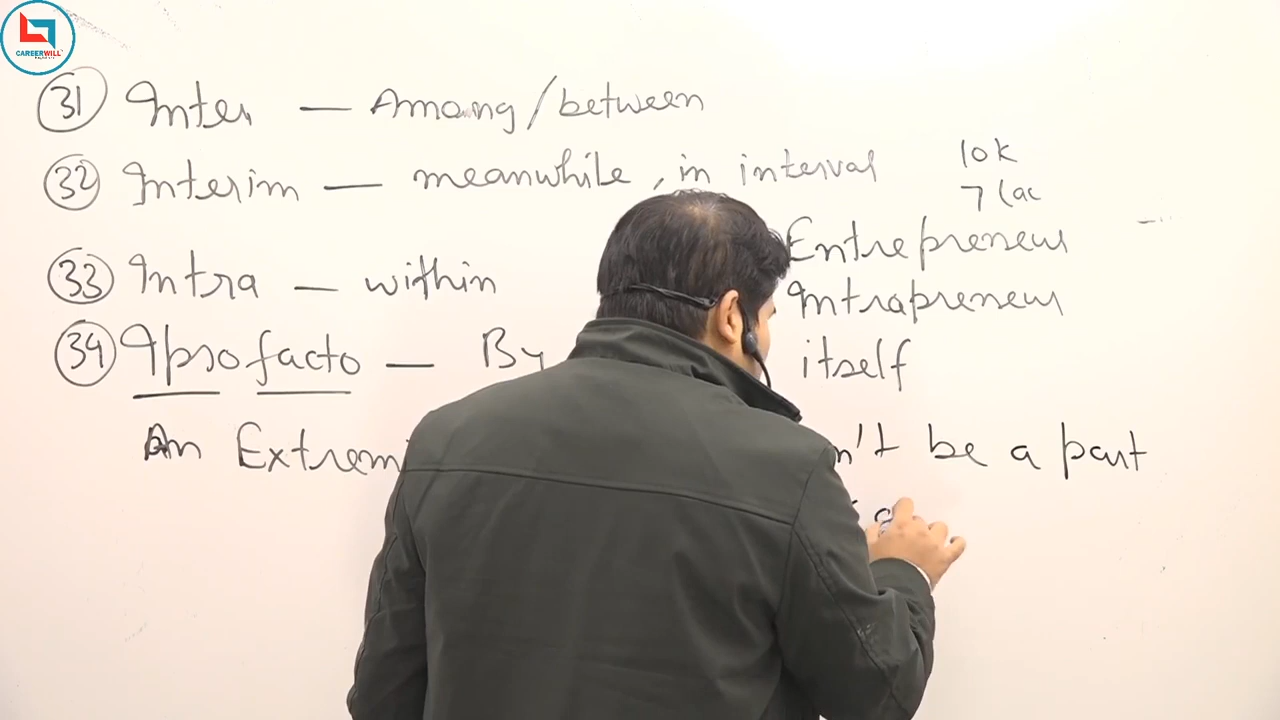 CAREERWILL
31 Inter — Among/between
32 Interim — meanwhile, in interval
10k
7 lac
33 Intra — within
Entrepreneur
Intrapreneur
34 Ipso facto — By itself
An be a part